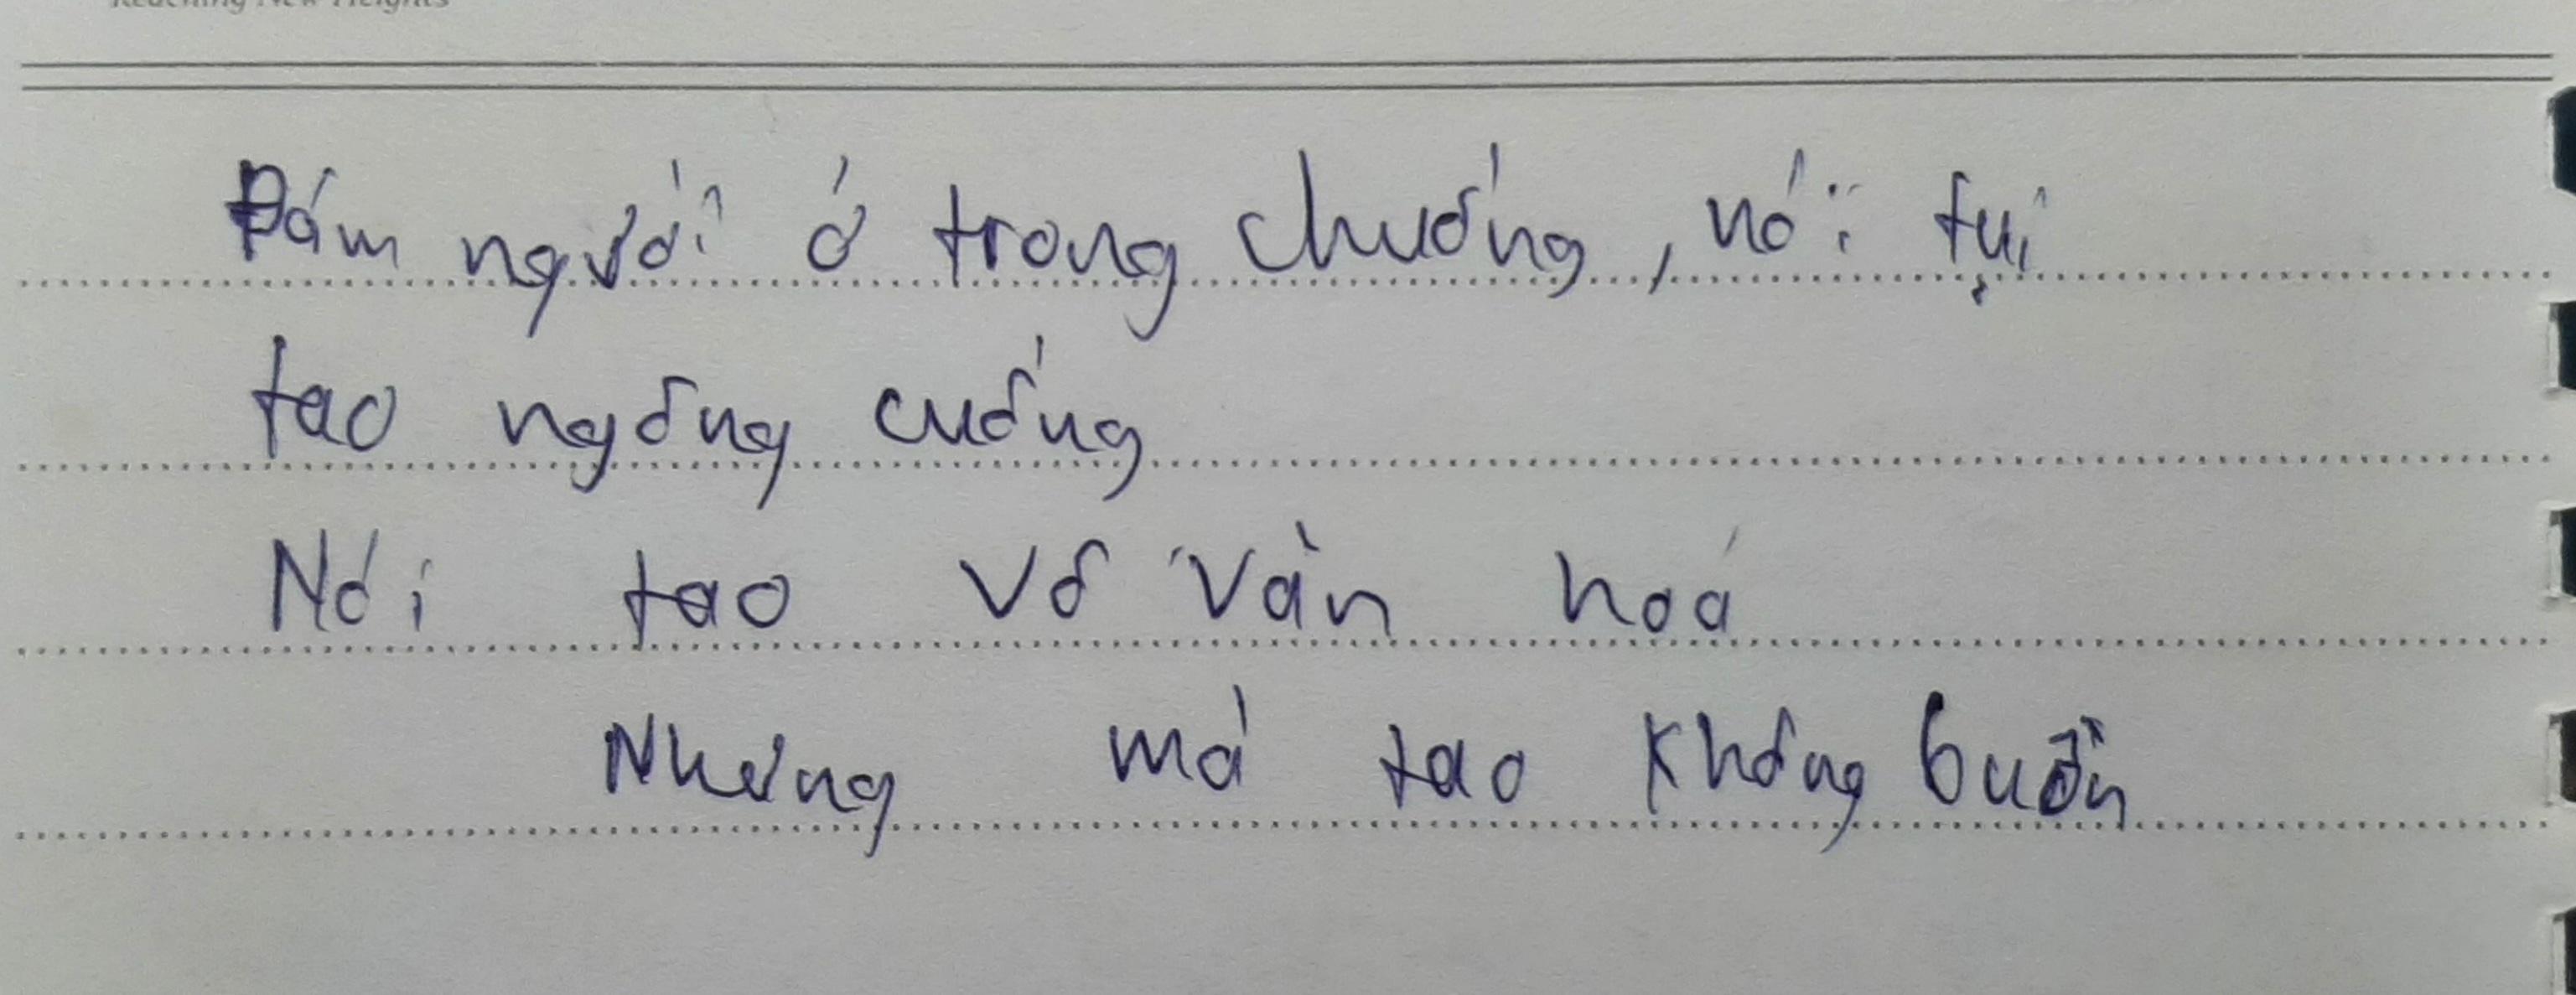 Reaching New Heights
Đám người ở trong chuồng, nói tụi
tao ngông cuồng
Nói tao vô văn hoá
Nhưng mà tao không buồn